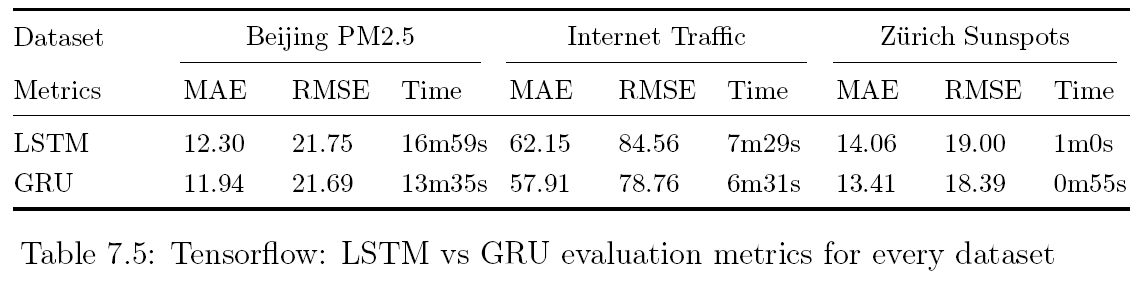 Dataset Beijing PM2.5 Internet Traffic Zürich Sunspots
Metrics MAE RMSE Time MAE RMSE Time MAE RMSE Time
LSTM 12.30 21.75 16m59s 62.15 84.56 7m29s 14.06 19.00 1m0s
GRU 11.94 21.69 13m35s 57.91 78.76 6m31s 13.41 18.39 0m55s
Table 7.5: Tensorflow: LSTM vs GRU evaluation metrics for every dataset